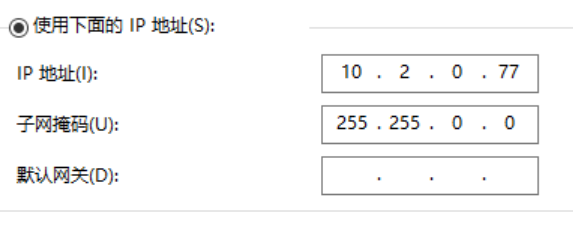 使用下面的 IP 地址(S):
IP 地址(I): 10 . 2 . 0 . 77
子网掩码(U): 255 . 255 . 0 . 0
默认网关(D): . . .